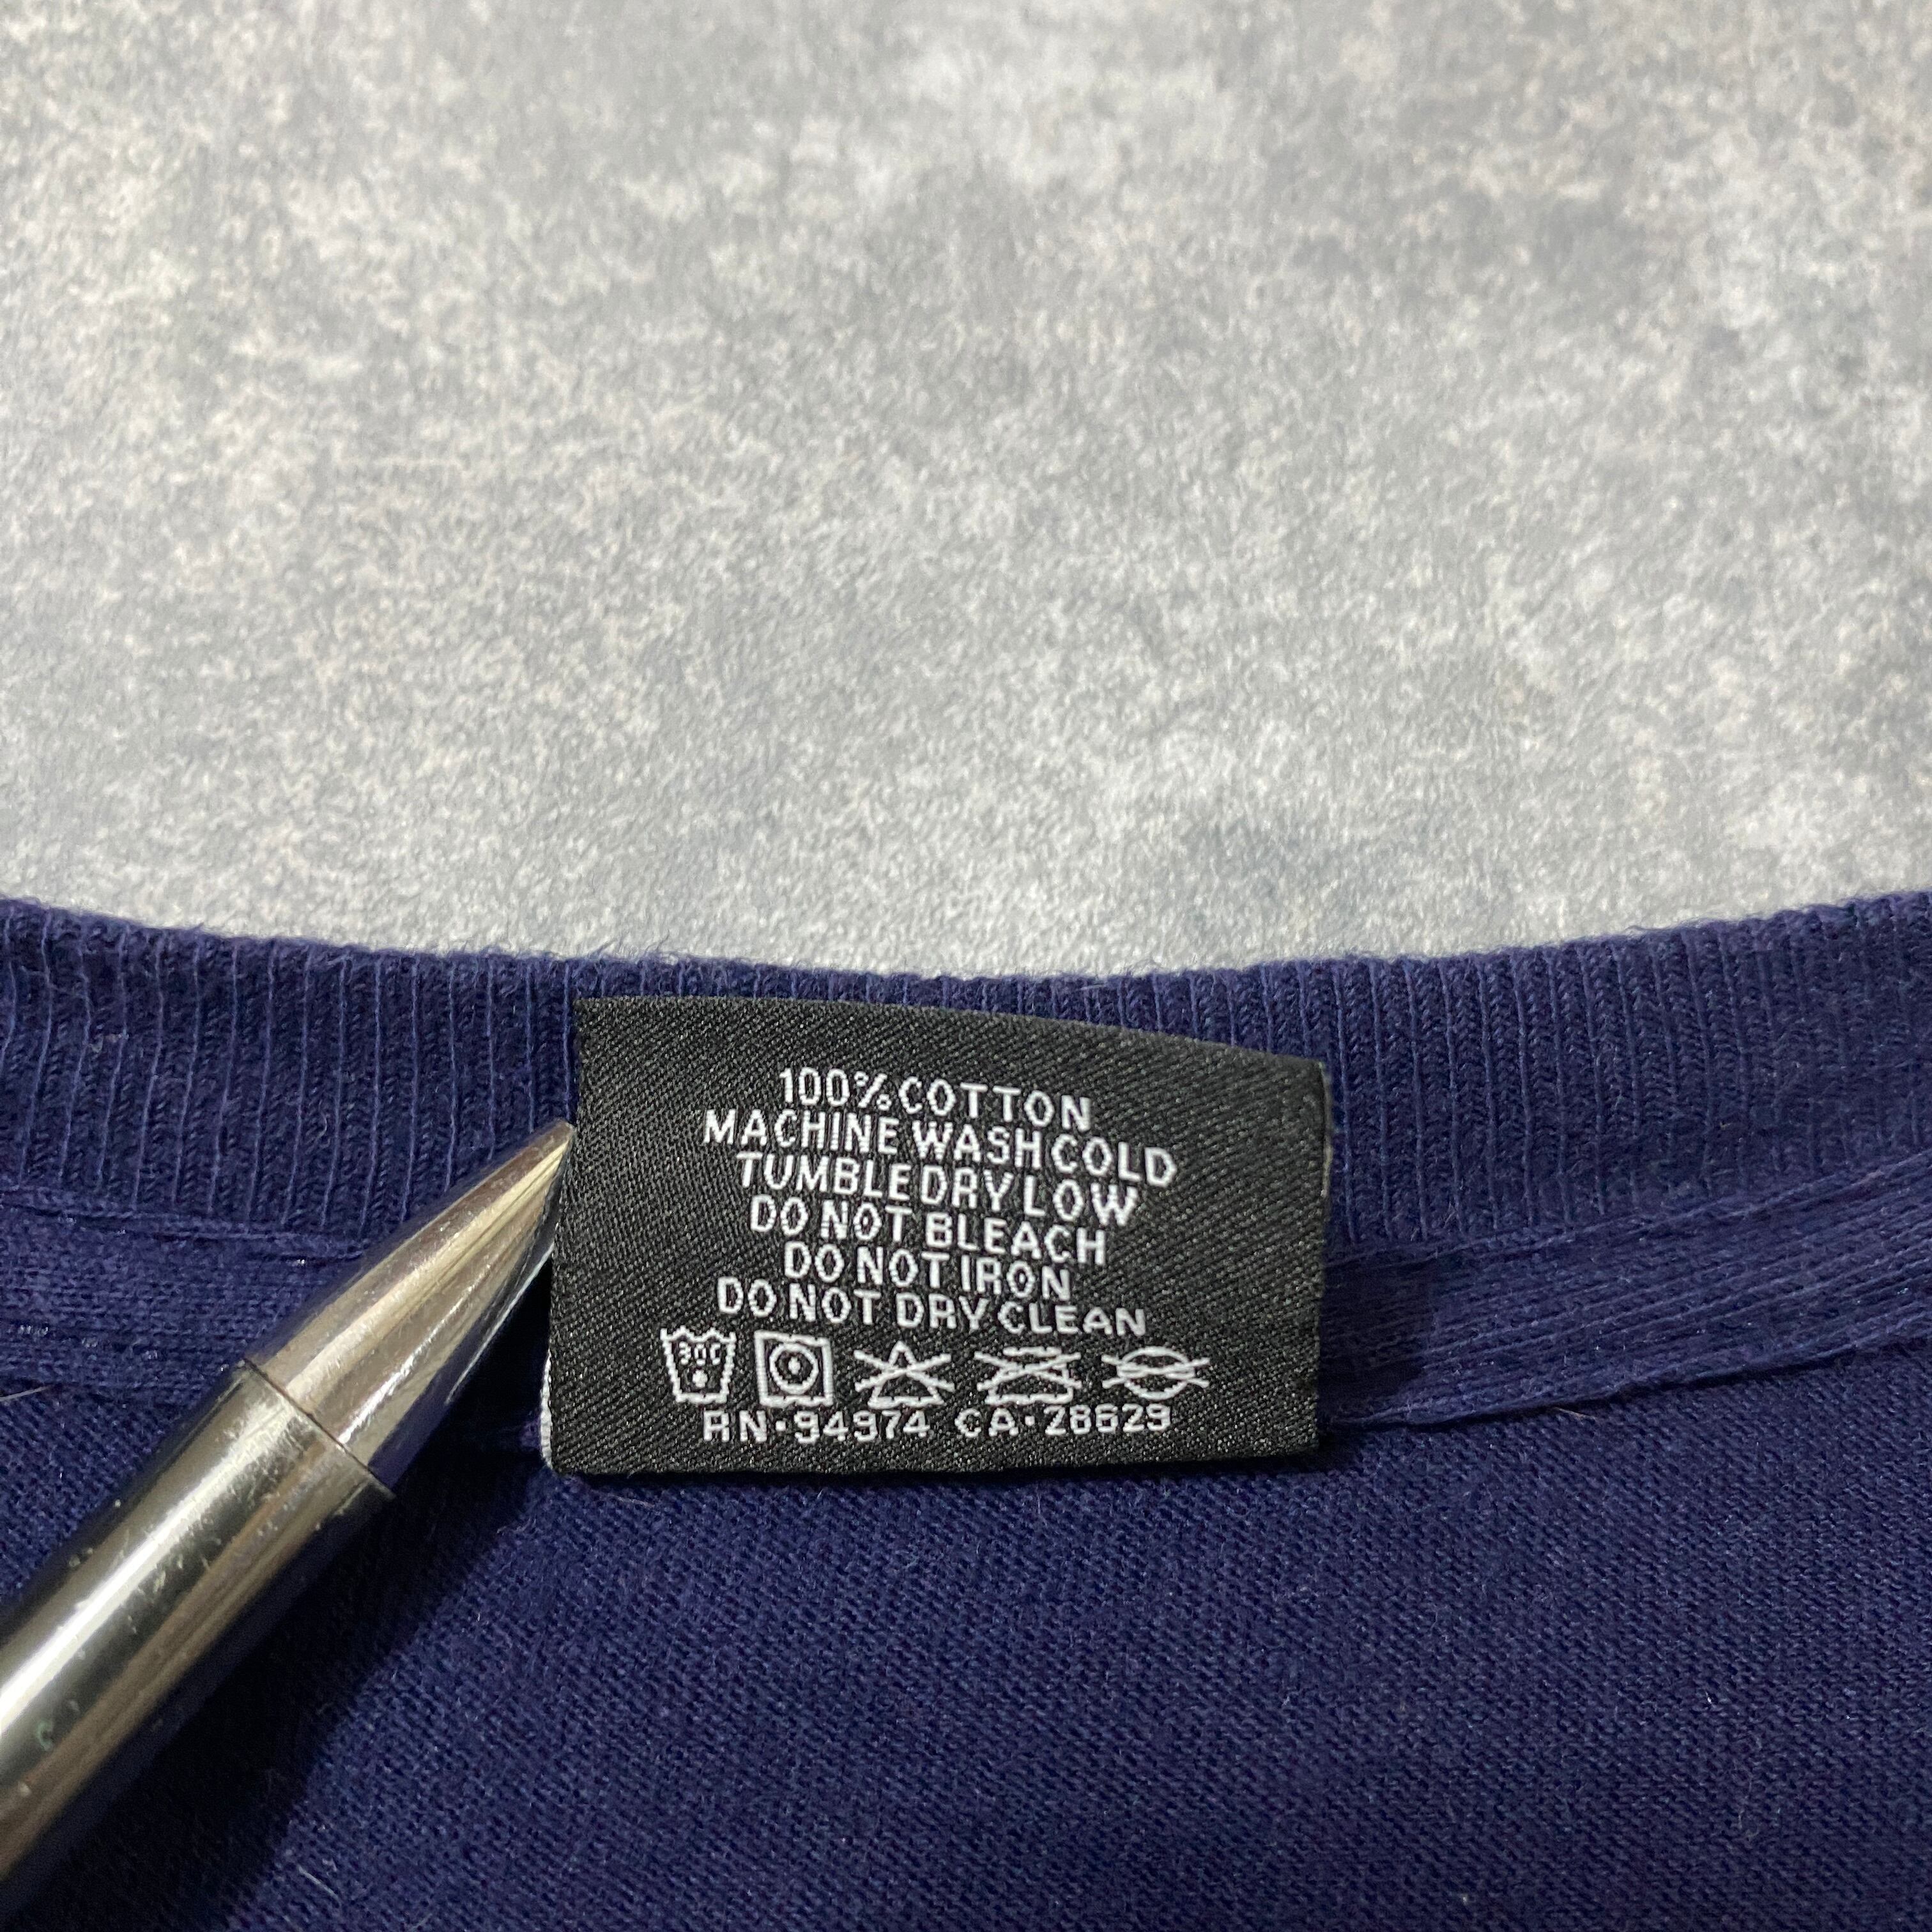 100% COTTON
MACHINE WASH COLD
TUMBLE DRY LOW
DO NOT BLEACH
DO NOT IRON
DO NOT DRY CLEAN
30C
RN·94974 CA·28629